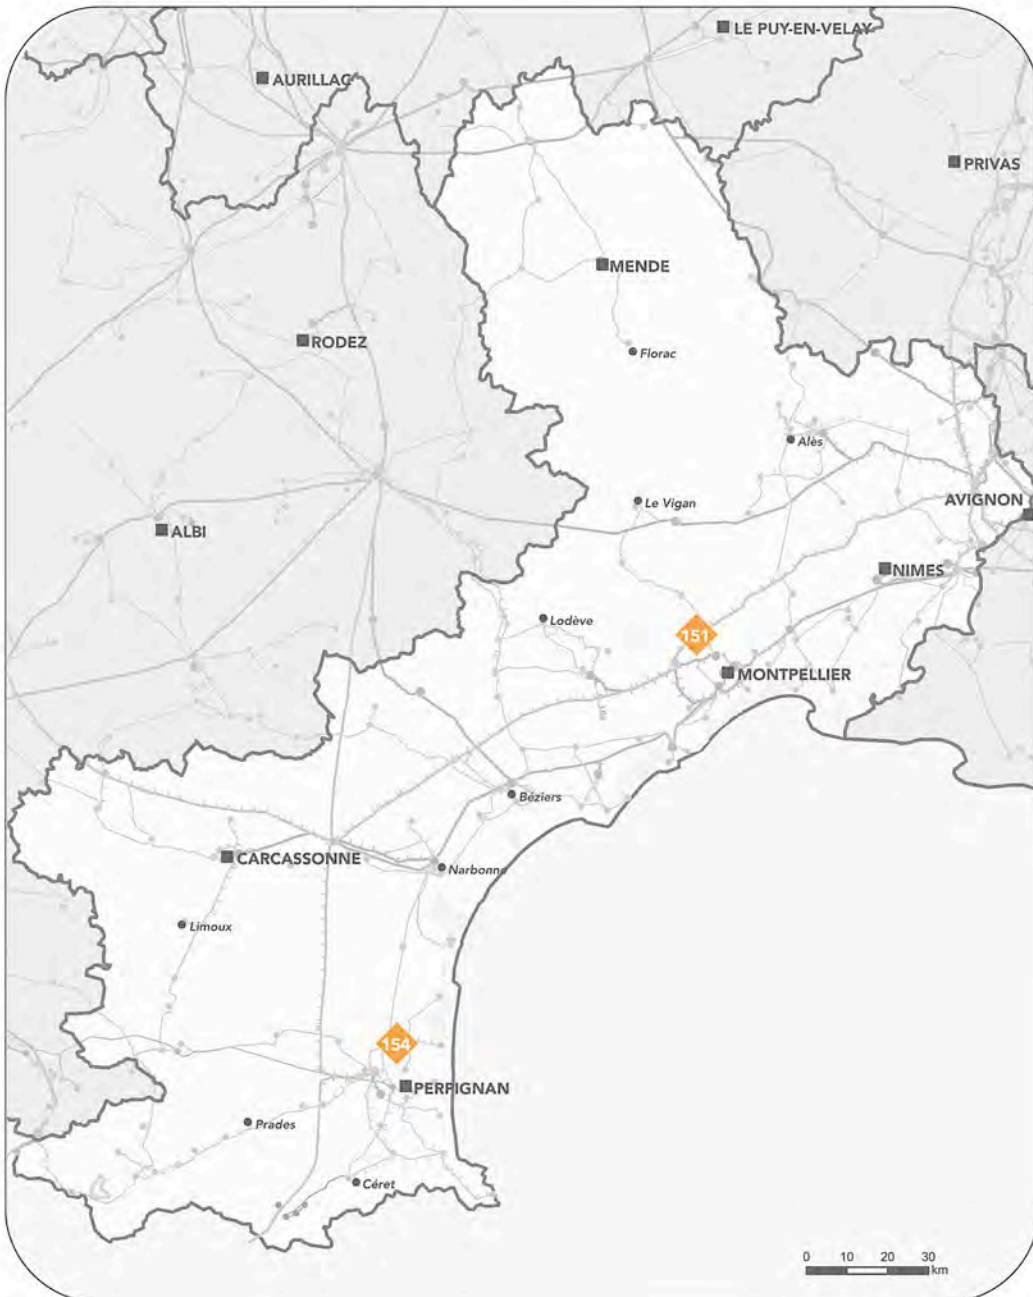 LE PUY-EN-VELAY
AURILLAC
PRIVAS
MENDE
RODEZ
Florac
Alès
Le Vigan
AVIGNON
ALBI
NIMES
Lodève
151
MONTPELLIER
Béziers
CARCASSONNE
Narbonne
Limoux
154
PERPIGNAN
Prades
Céret
0 10 20 30
km